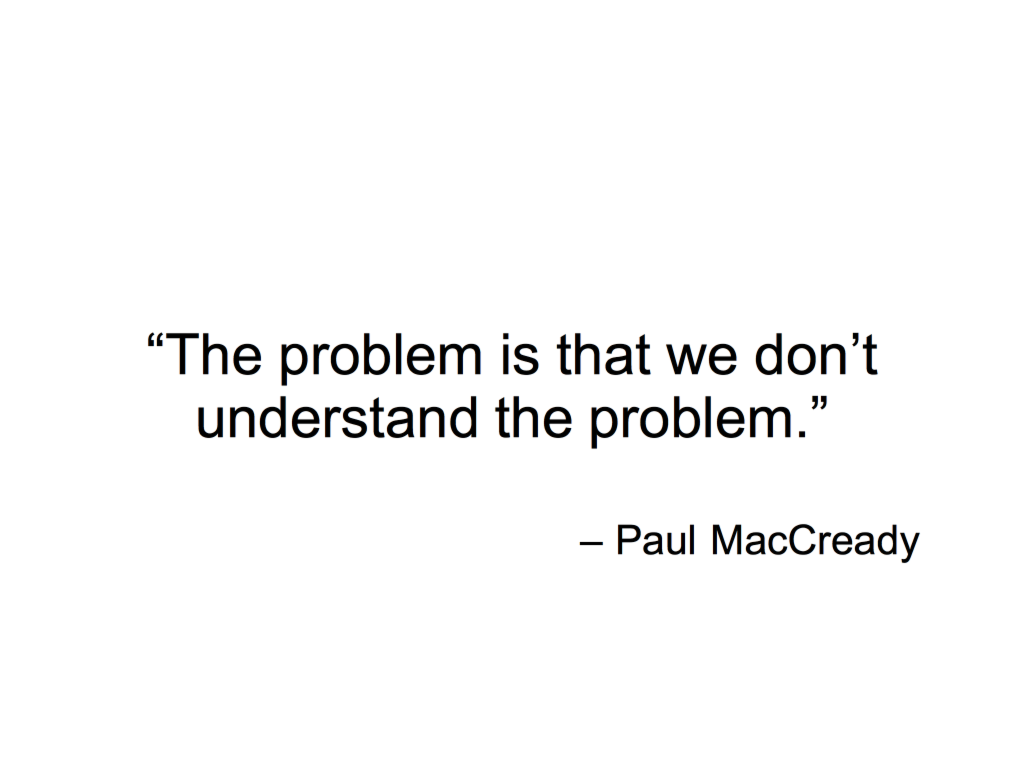 “The problem is that we don’t
understand the problem.”
– Paul MacCready